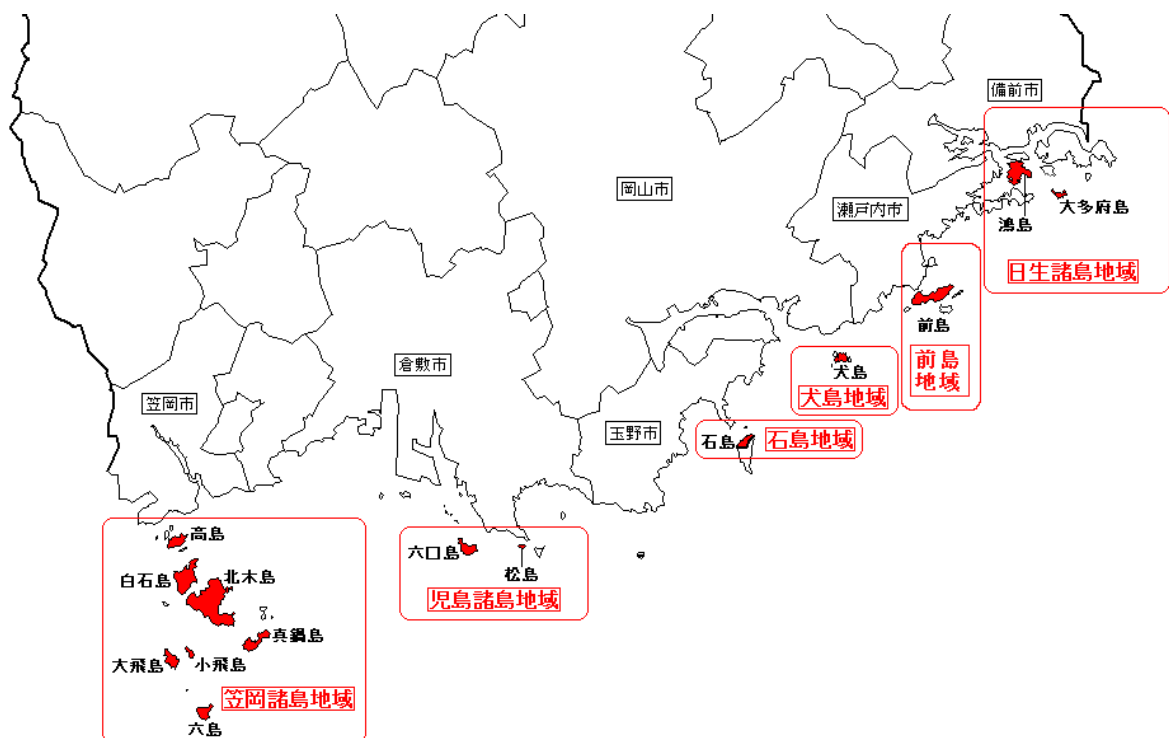 備前市
岡山市
瀬戸内市
大多府島
鴻島
日生諸島地域
前島
前島
地域
犬島
犬島地域
倉敷市
笠岡市
玉野市
石島
石島地域
高島
白石島
北木島
真鍋島
大飛島
小飛島
六島
笠岡諸島地域
六口島
松島
児島諸島地域